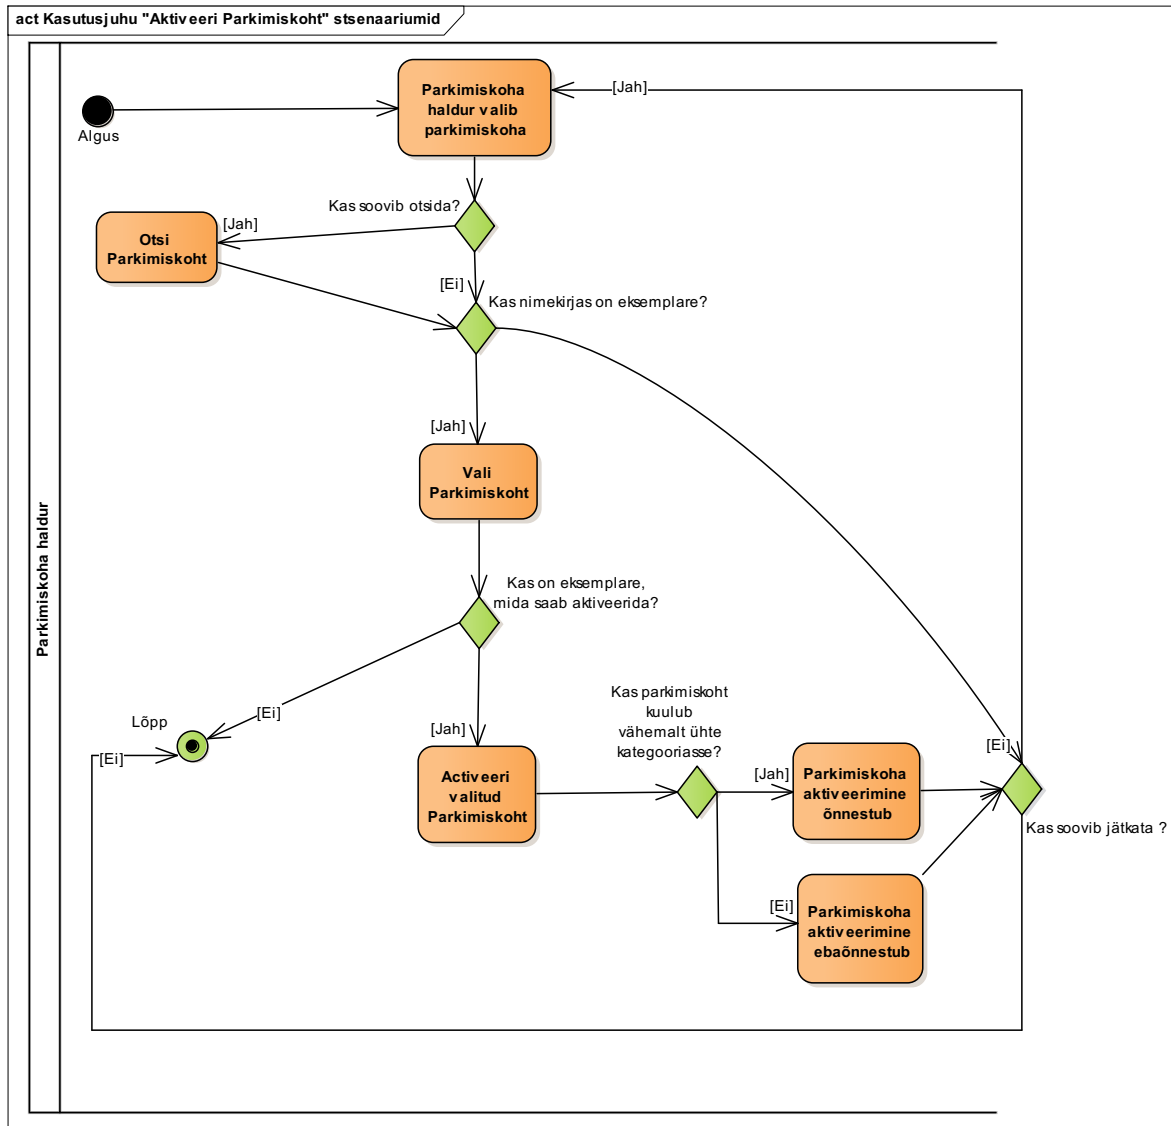 act Kasutusjuhu "Aktiveeri Parkimiskoht" stsenaariumid
Parkimiskoha haldur
Algus
Parkimiskoha
haldur valib
parkimiskoha
[Jah]
Kas soovib otsida?
[Jah]
Otsi
Parkimiskoht
[Ei]
Kas nimekirjas on eksemplare?
[Jah]
Vali
Parkimiskoht
Kas on eksemplare,
mida saab aktiveerida?
[Ei]
Lõpp
[Ei]
[Jah]
Activeeri
valitud
Parkimiskoht
Kas parkimiskoht
kuulub
vähemalt ühte
kategooriasse?
[Jah]
Parkimiskoha
aktiveerimine
õnnestub
[Ei]
Kas soovib jätkata ?
[Ei]
Parkimiskoha
aktiveerimine
ebaõnnestub